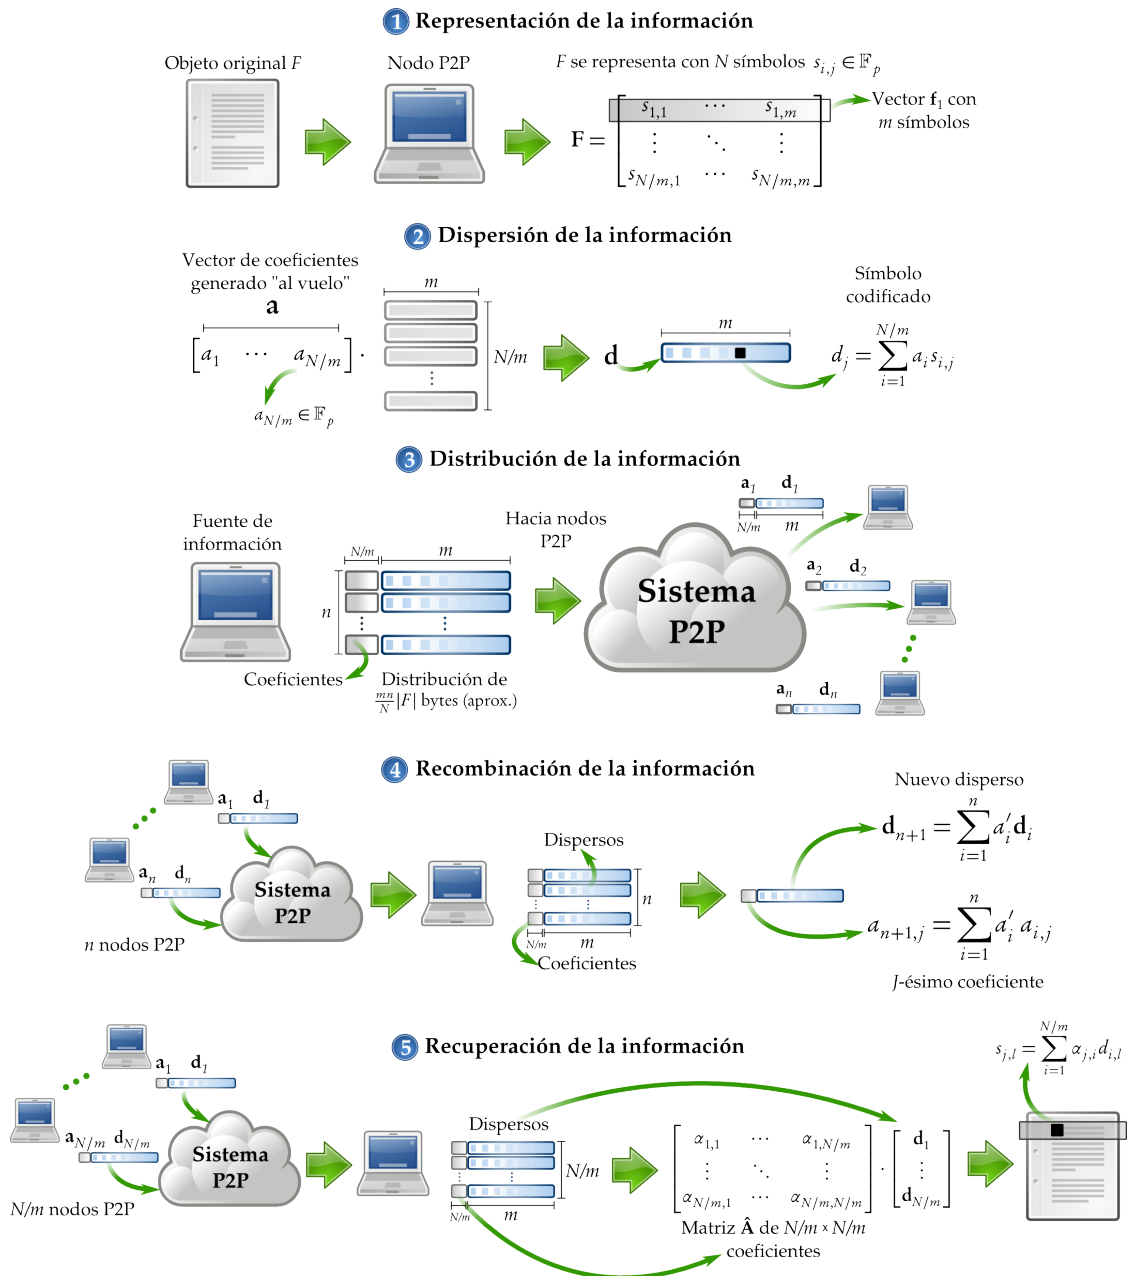 1 Representación de la información
Objeto original F
Nodo P2P
F se representa con N símbolos s_{i,j} ∈ 𝔽_p
Vector f_1 con
m símbolos
F =
s_{1,1} ⋯ s_{1,m}
⋮ ⋱ ⋮
s_{N/m,1} ⋯ s_{N/m,m}
2 Dispersión de la información
Vector de coeficientes
generado "al vuelo"
a
[a_1 ⋯ a_{N/m}] ·
a_{N/m} ∈ 𝔽_p
m
N/m
⋮
d
m
Símbolo
codificado
d_j = ∑_{i=1}^{N/m} a_i s_{i,j}
3 Distribución de la información
Fuente de
información
N/m
m
n
Coeficientes
Distribución de
mn/N |F| bytes (aprox.)
Hacia nodos
P2P
Sistema
P2P
a_1 d_1
N/m
m
a_2 d_2
a_n d_n
4 Recombinación de la información
a_1 d_1
a_n d_n
Sistema
P2P
n nodos P2P
Dispersos
n
N/m
m
Coeficientes
Nuevo disperso
d_{n+1} = ∑_{i=1}^{n} a'_i d_i
a_{n+1,j} = ∑_{i=1}^{n} a'_i a_{i,j}
J-ésimo coeficiente
5 Recuperación de la información
a_1 d_1
a_{N/m} d_{N/m}
Sistema
P2P
N/m nodos P2P
Dispersos
N/m
N/m
m
α_{1,1} ⋯ α_{1,N/m}
⋮ ⋱ ⋮
α_{N/m,1} ⋯ α_{N/m,N/m}
·
d_1
⋮
d_{N/m}
Matriz Â de N/m x N/m
coeficientes
s_{j,l} = ∑_{i=1}^{N/m} α_{j,i} d_{i,l}